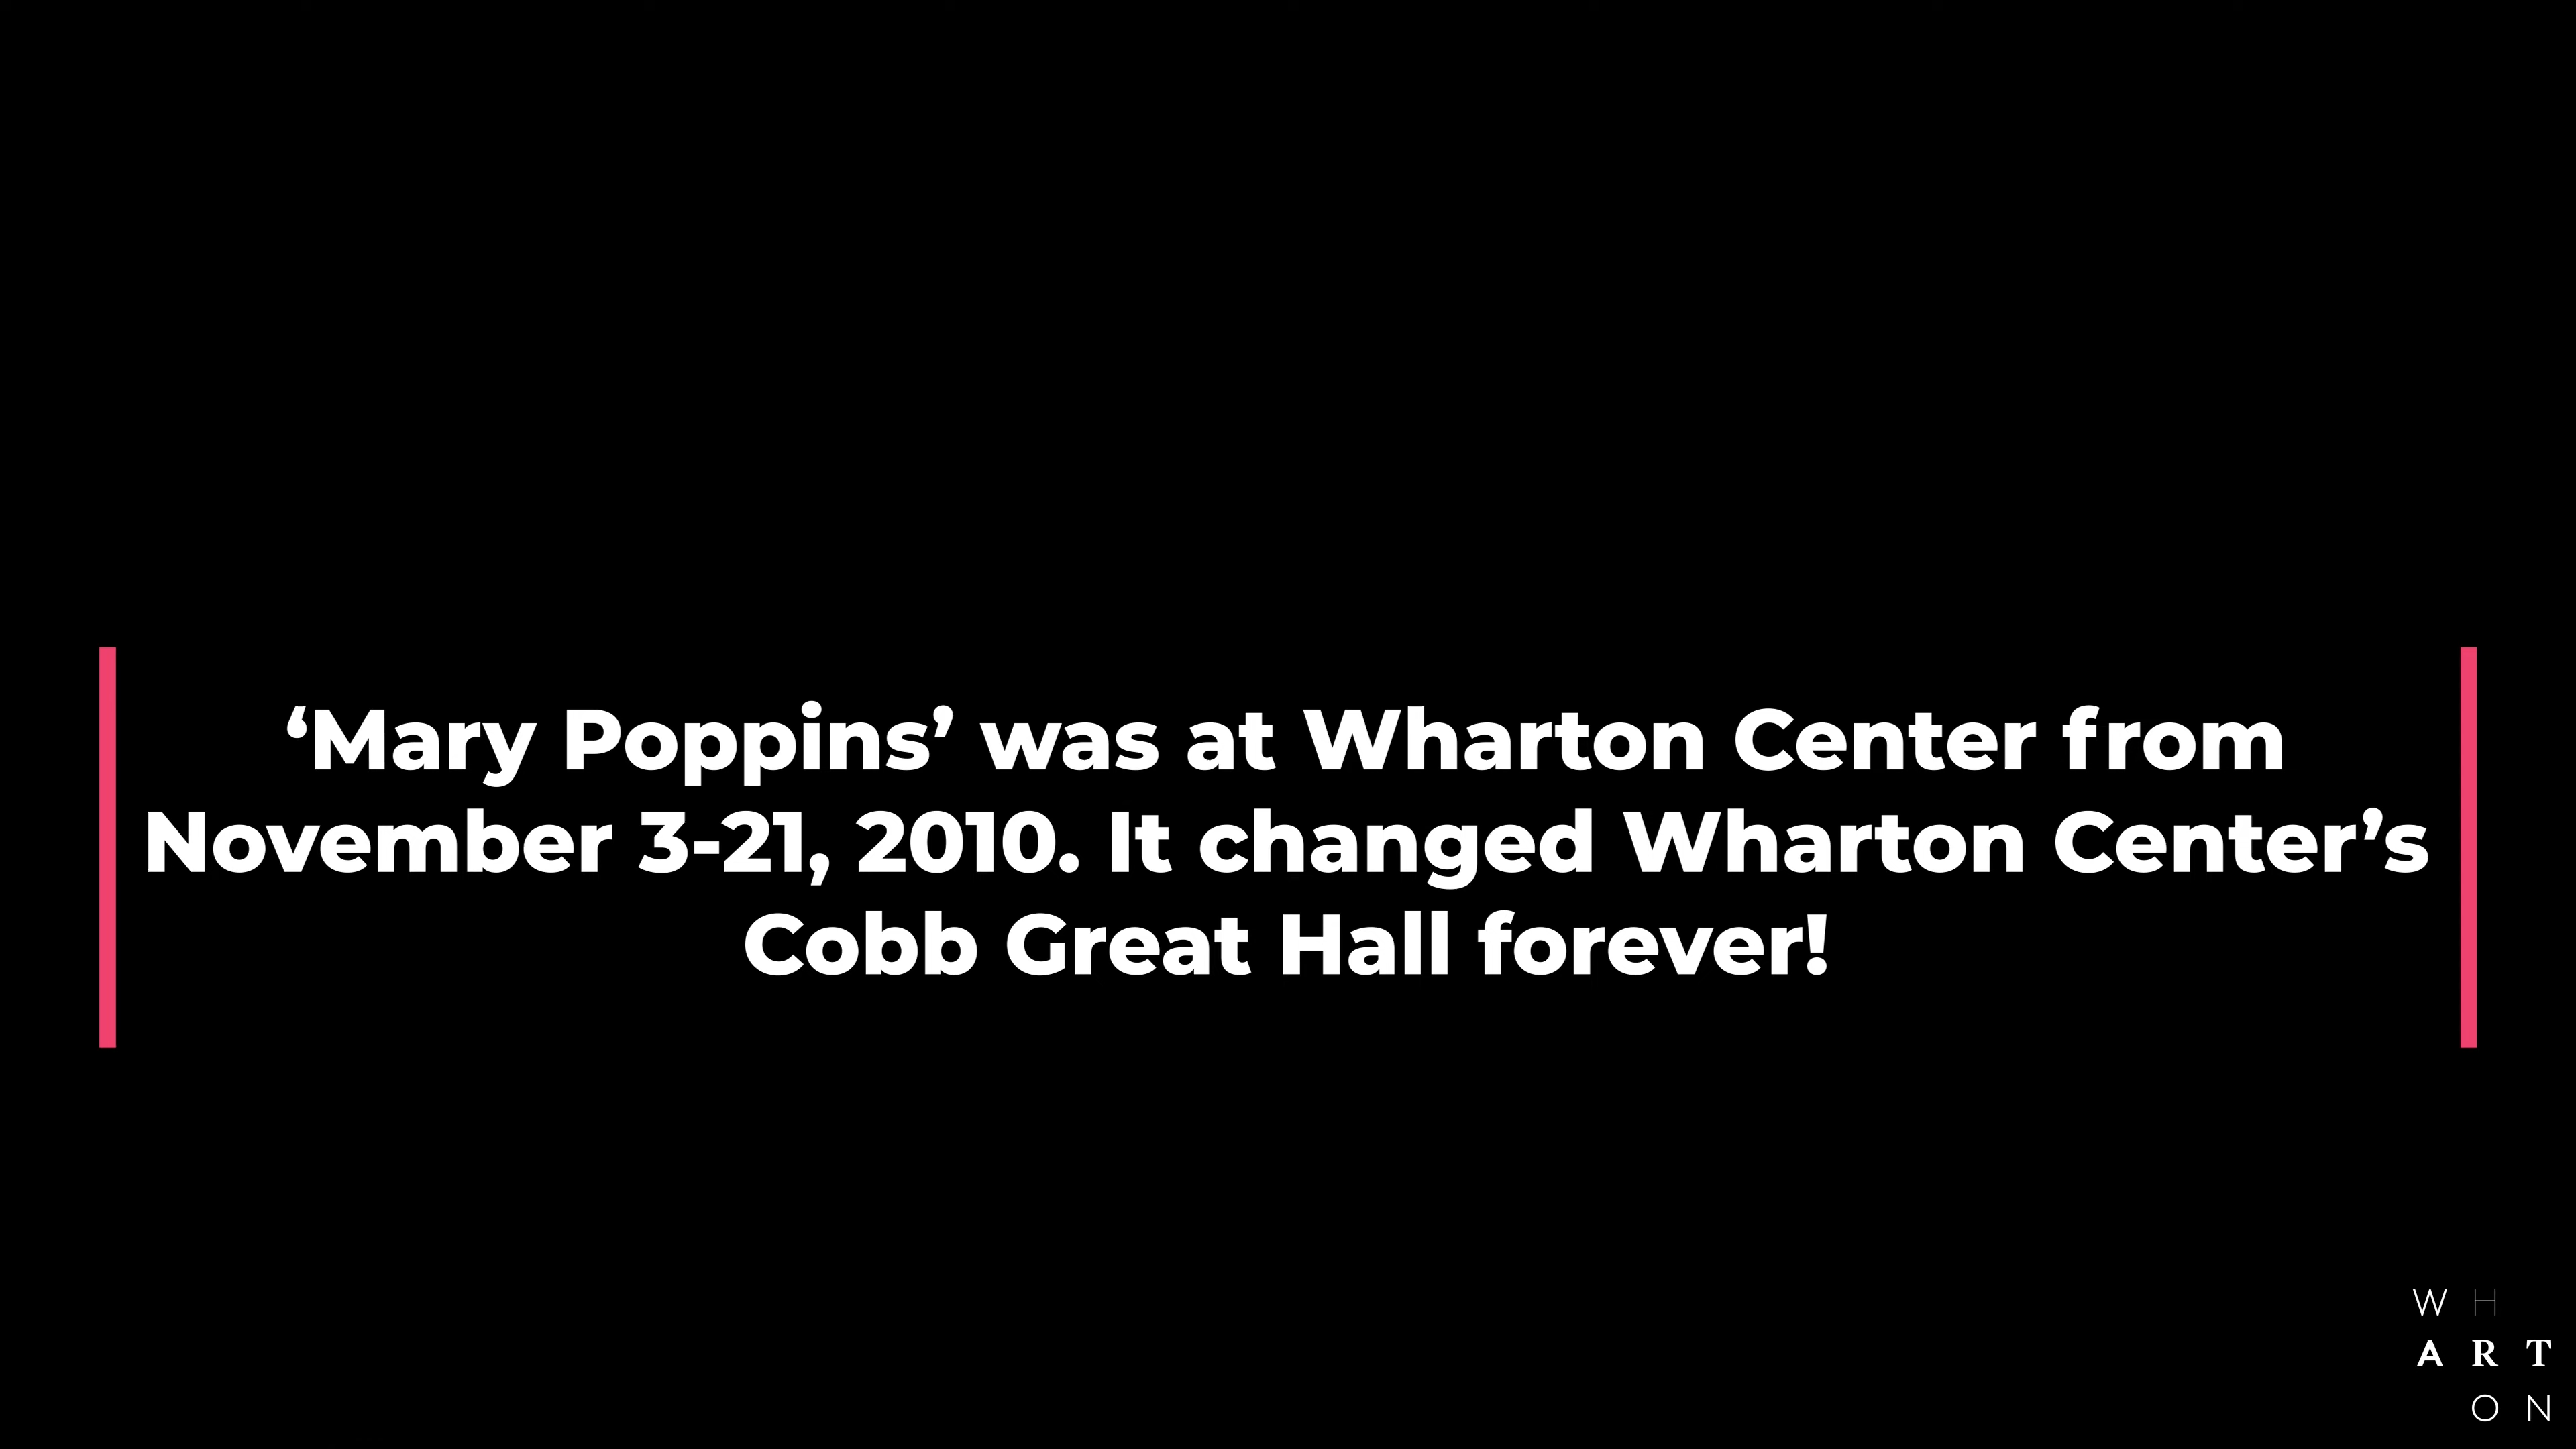 ‘Mary Poppins’ was at Wharton Center from
November 3-21, 2010. It changed Wharton Center’s
Cobb Great Hall forever!
W H
A R T
O N